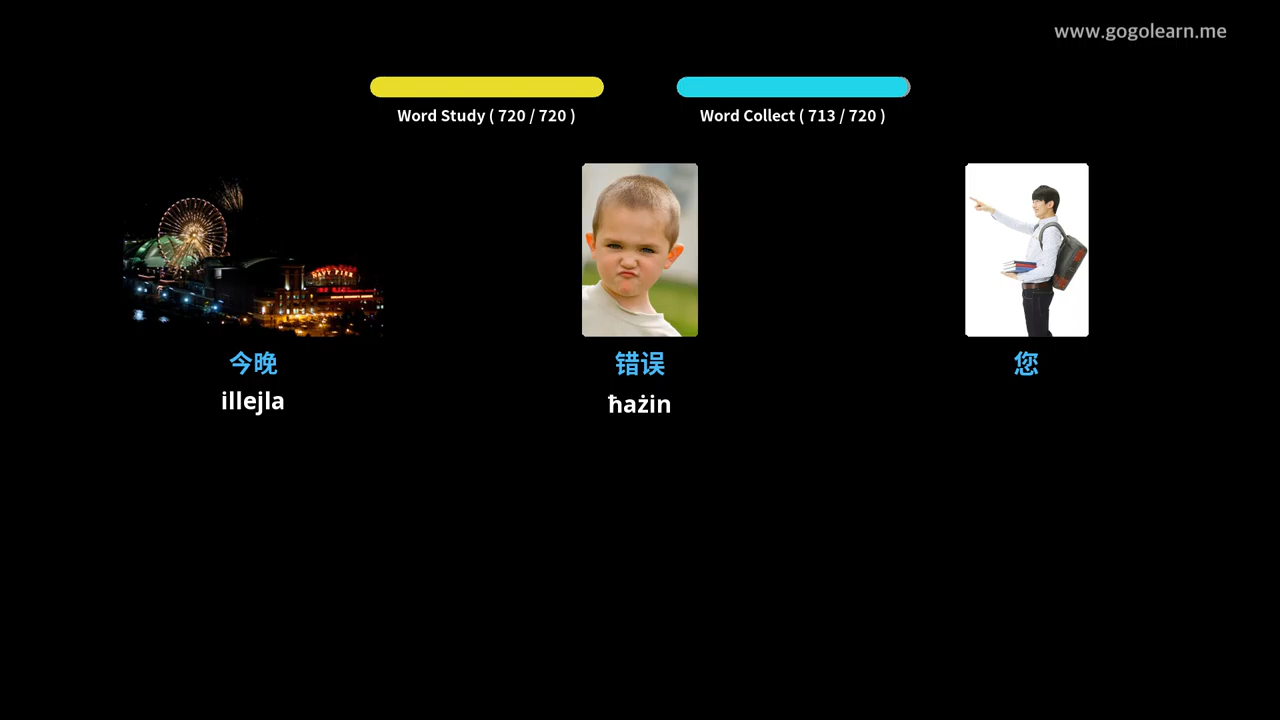 www.gogolearn.me
Word Study ( 720 / 720 )
Word Collect ( 713 / 720 )
今晚
错误
您
illejla
ħażin